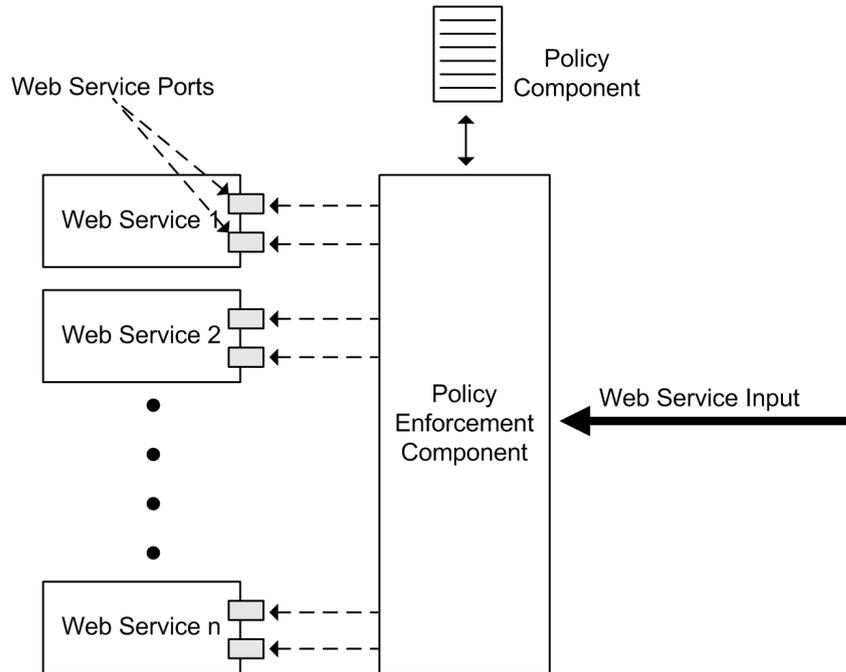 Policy
Component
Web Service Ports
Web Service 1
Web Service 2
Policy
Enforcement
Component
Web Service Input
Web Service n